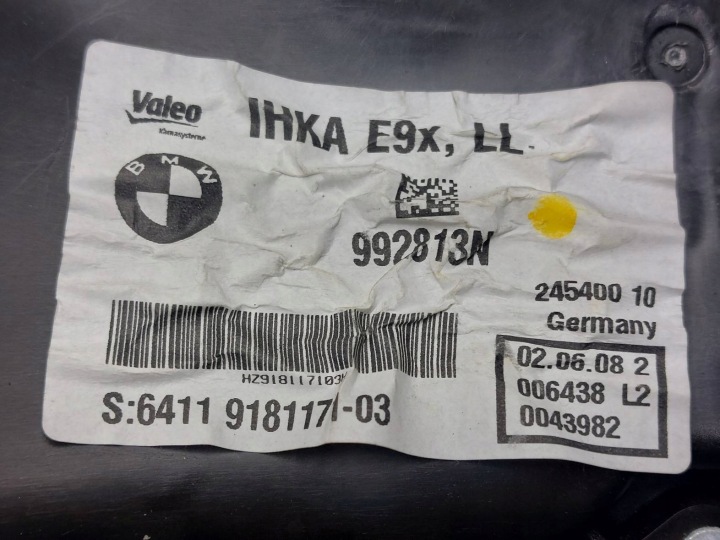 Valeo
Klimasysteme
IHKA E9x, LL
BMW
992813N
245400 10
Germany
02.06.08 2
006438 L2
0043982
S:6411 9181171-03